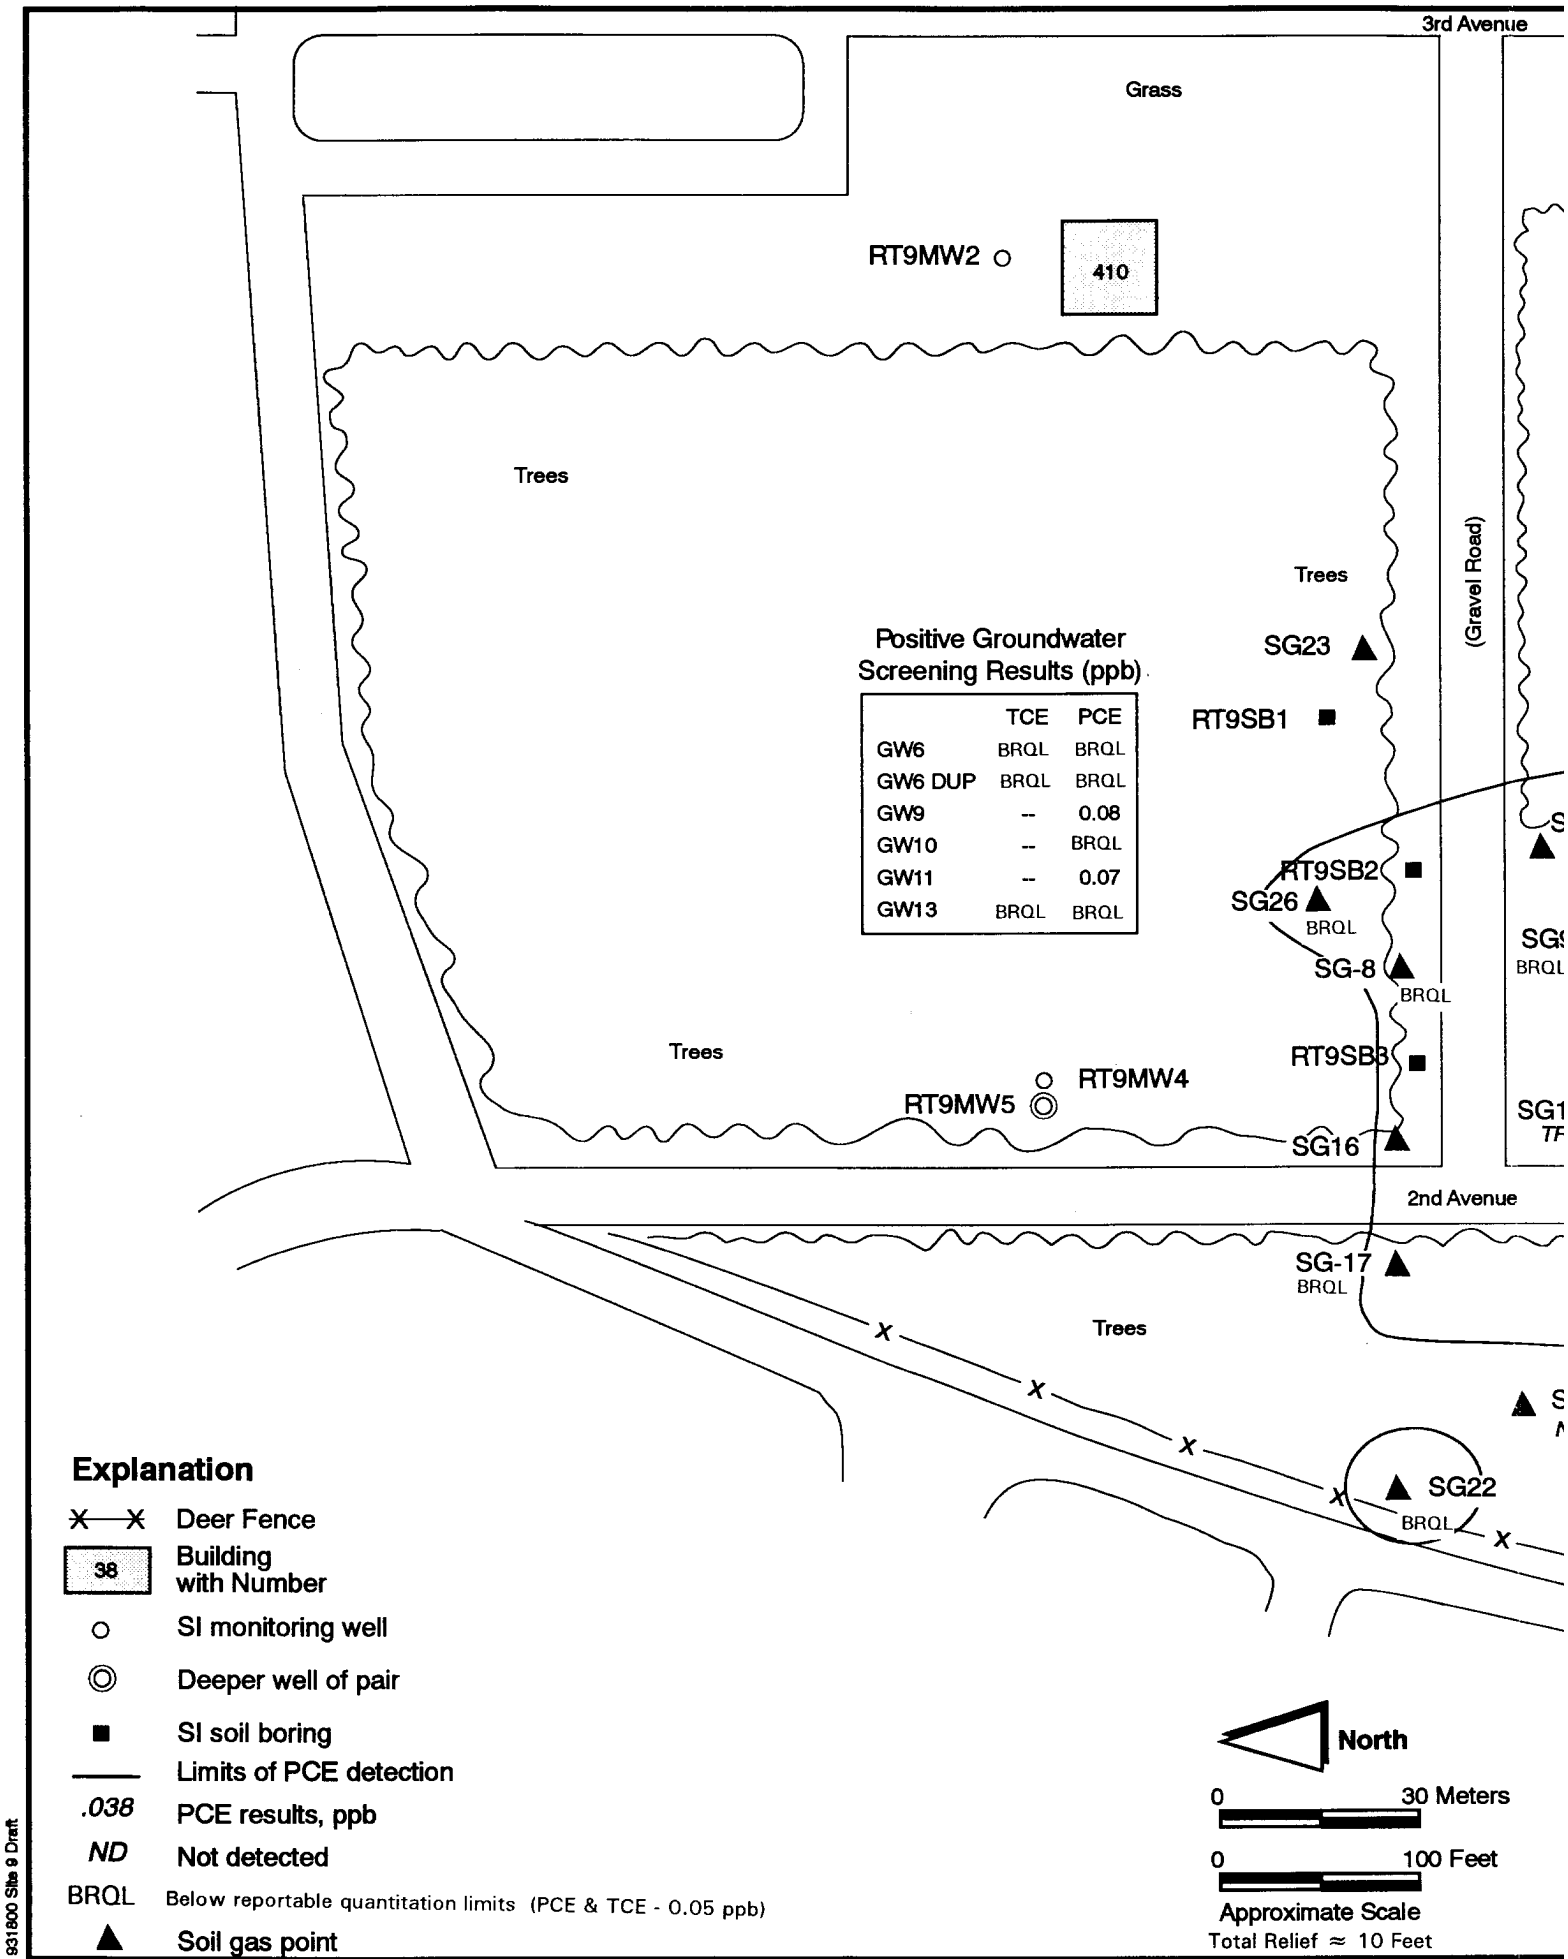 3rd Avenue
Grass
RT9MW2
410
Trees
(Gravel Road)
Trees
Positive Groundwater
Screening Results (ppb)
TCE PCE
GW6 BRQL BRQL
GW6 DUP BRQL BRQL
GW9 -- 0.08
GW10 -- BRQL
GW11 -- 0.07
GW13 BRQL BRQL
SG23
RT9SB1
S
RT9SB2
SG26
BRQL
SG9
BRQL
SG-8
BRQL
Trees
RT9SB3
RT9MW4
RT9MW5
SG1
SG16
2nd Avenue
SG-17
BRQL
Trees
X
X
X
S
SG22
X
BRQL
X
Explanation
X X Deer Fence
38 Building
with Number
SI monitoring well
Deeper well of pair
SI soil boring
Limits of PCE detection
.038 PCE results, ppb
ND Not detected
BRQL Below reportable quantitation limits (PCE & TCE - 0.05 ppb)
Soil gas point
North
0 30 Meters
0 100 Feet
Approximate Scale
Total Relief ≈ 10 Feet
931800 Site 9 Draft